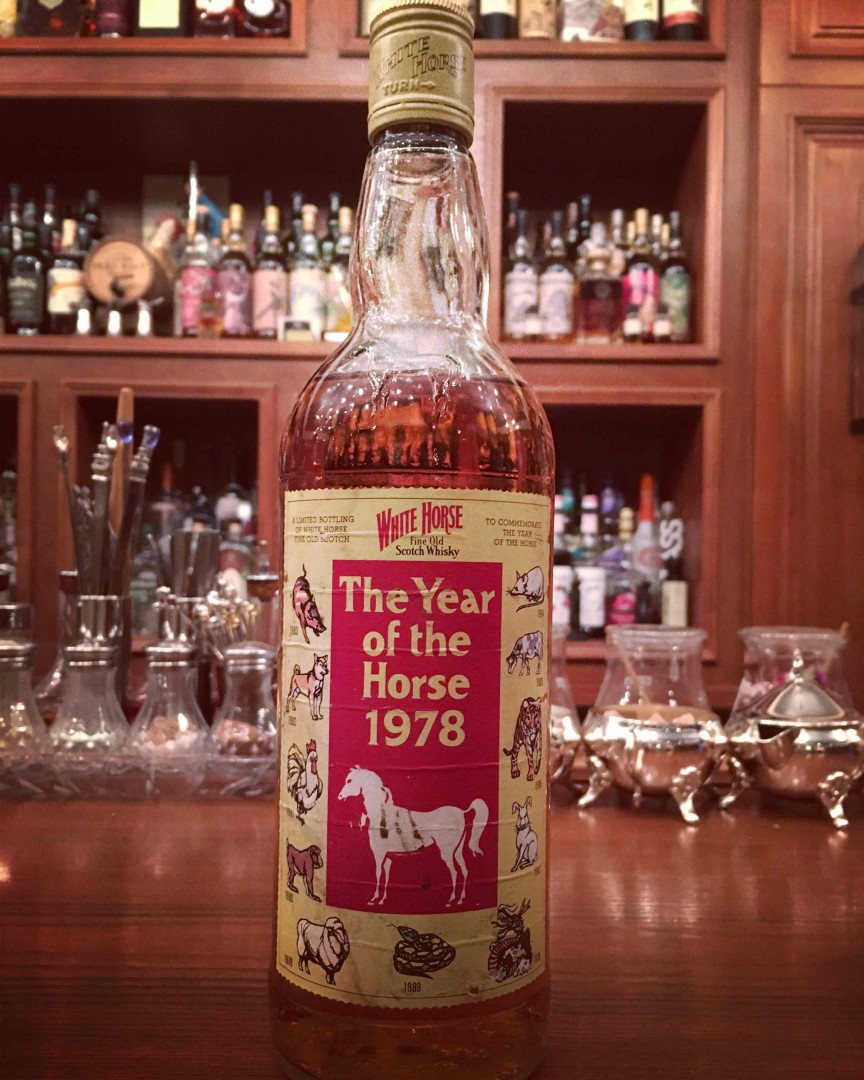 WHITE HORSE
TURN
A LIMITED BOTTLING
OF WHITE HORSE
FINE OLD SCOTCH
WHITE HORSE
Fine Old
Scotch Whisky
TO COMMEMORATE
THE YEAR
OF THE HORSE
The Year
of the
Horse
1978
1989